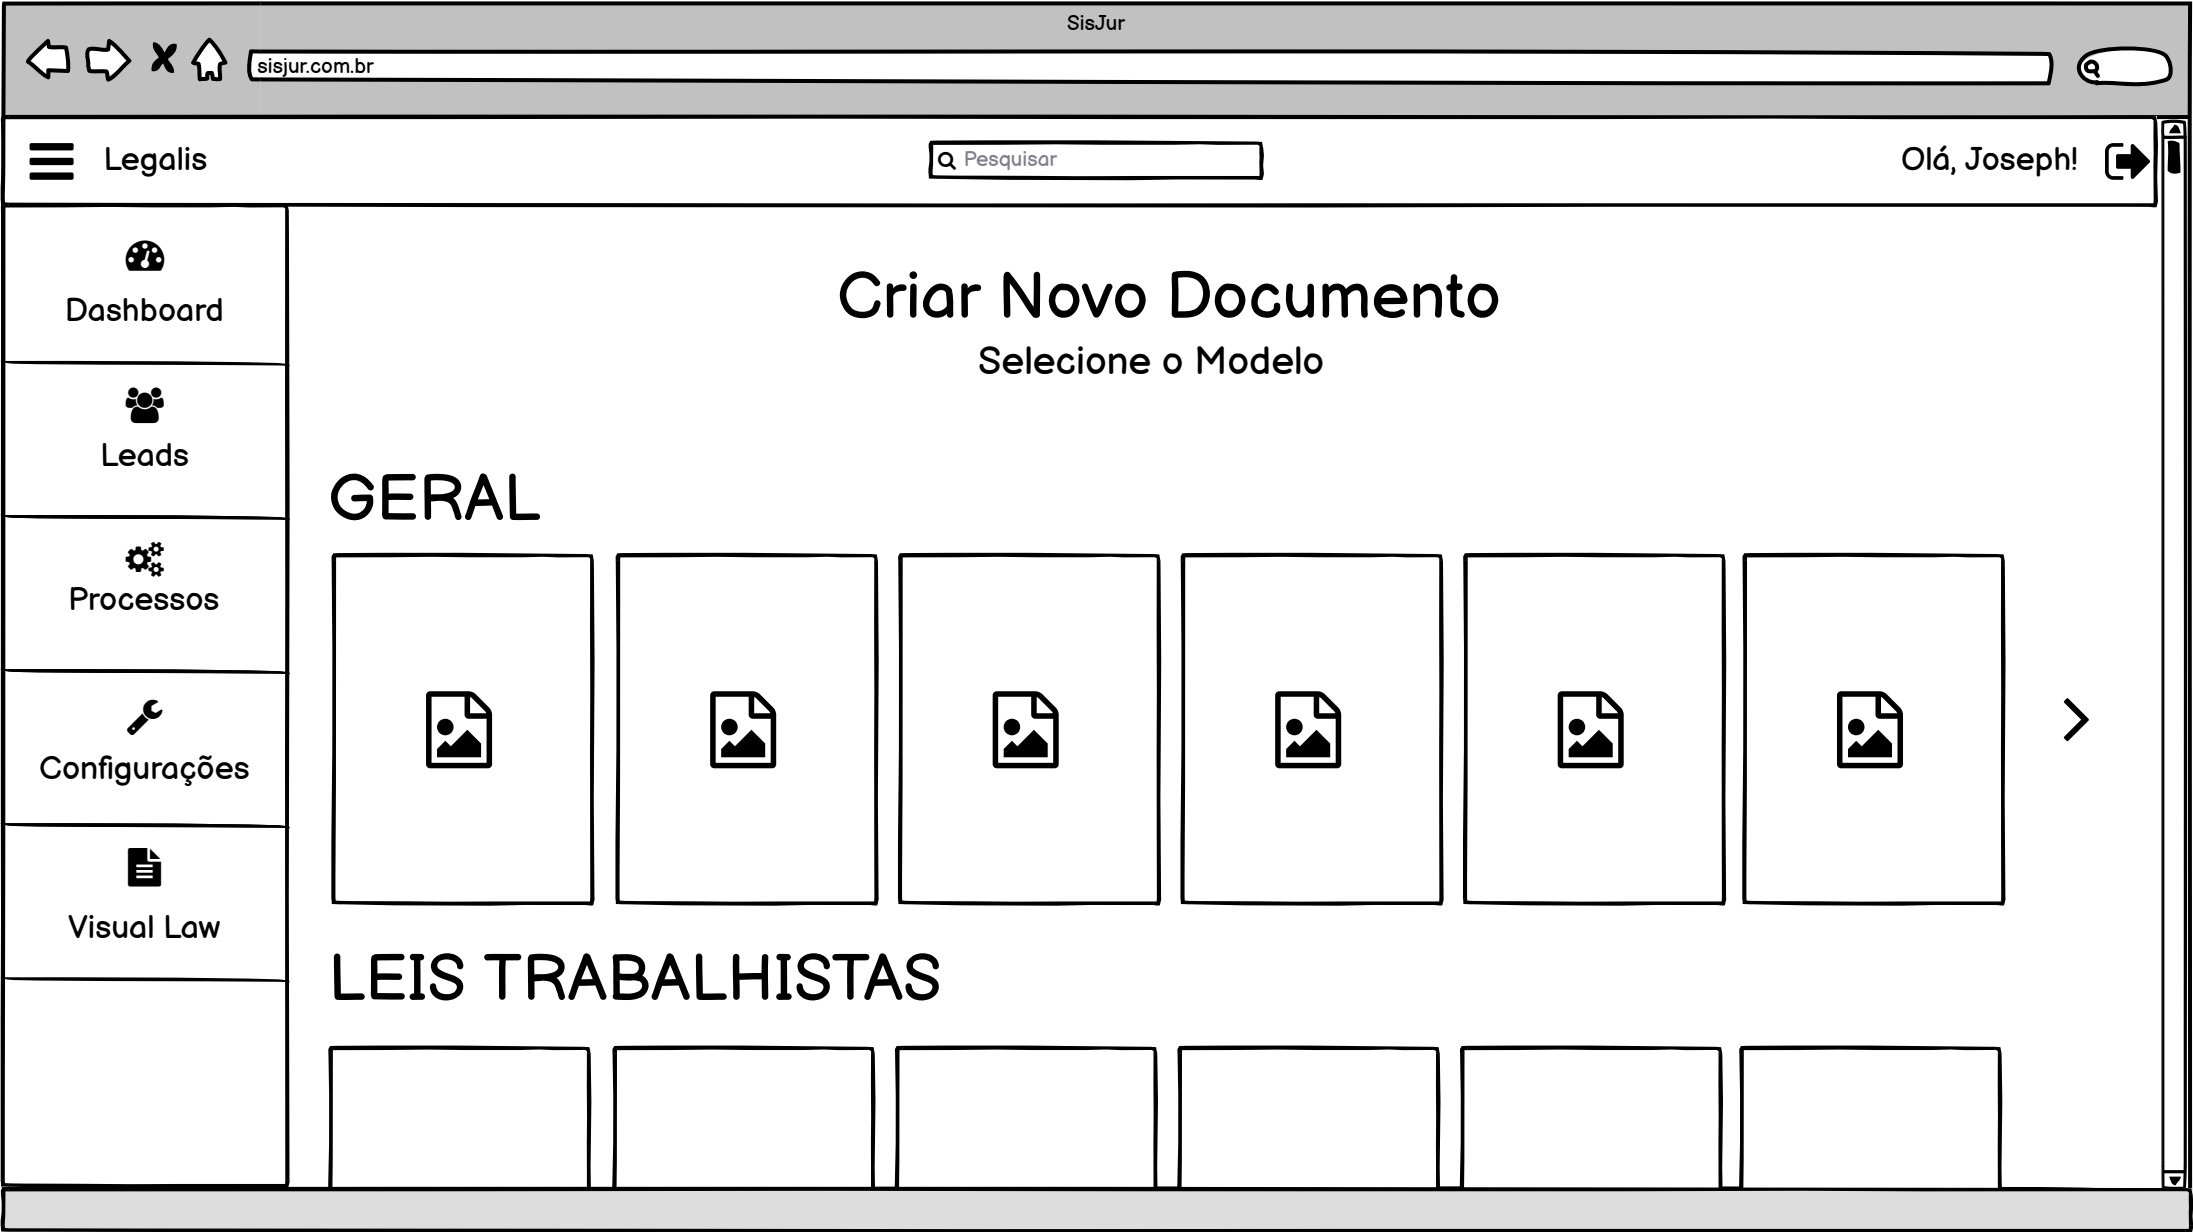 SisJur
sisjur.com.br
Legalis
Pesquisar
Olá, Joseph!
Dashboard
Leads
Processos
Configurações
Visual Law
Criar Novo Documento
Selecione o Modelo
GERAL
LEIS TRABALHISTAS